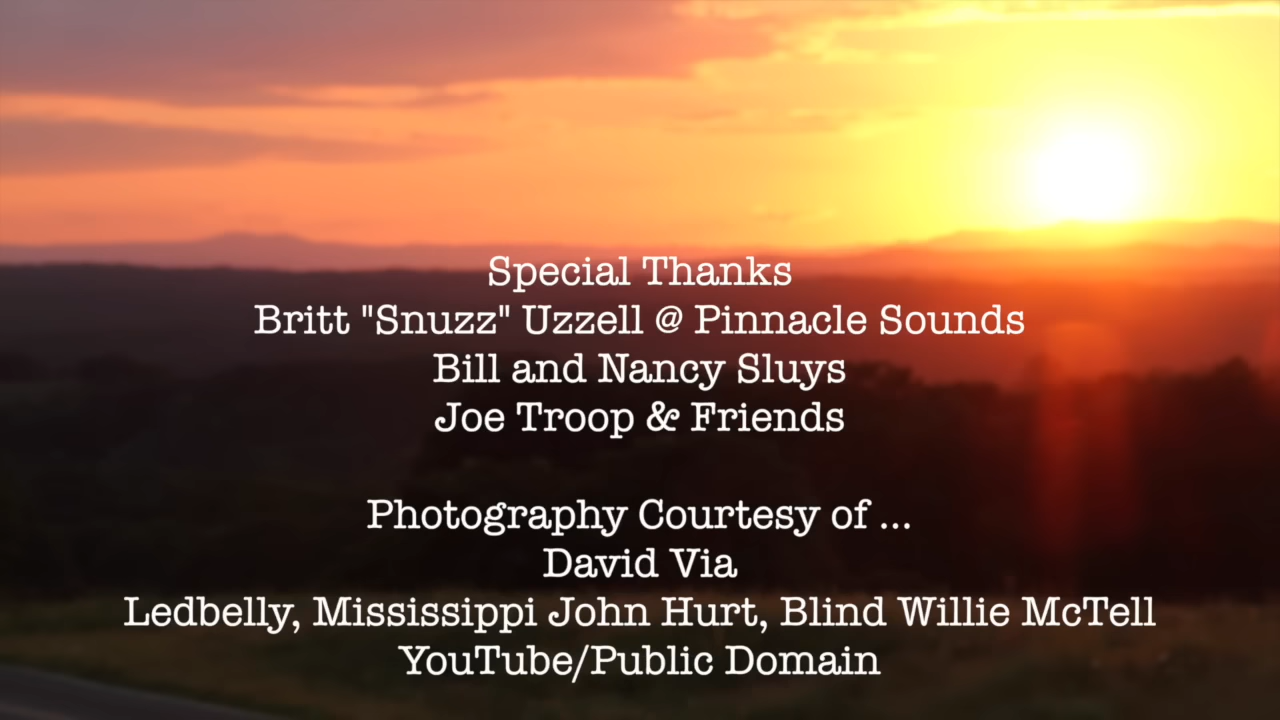 Special Thanks
Britt "Snuzz" Uzzell @ Pinnacle Sounds
Bill and Nancy Sluys
Joe Troop & Friends
Photography Courtesy of ...
David Via
Ledbelly, Mississippi John Hurt, Blind Willie McTell
YouTube/Public Domain